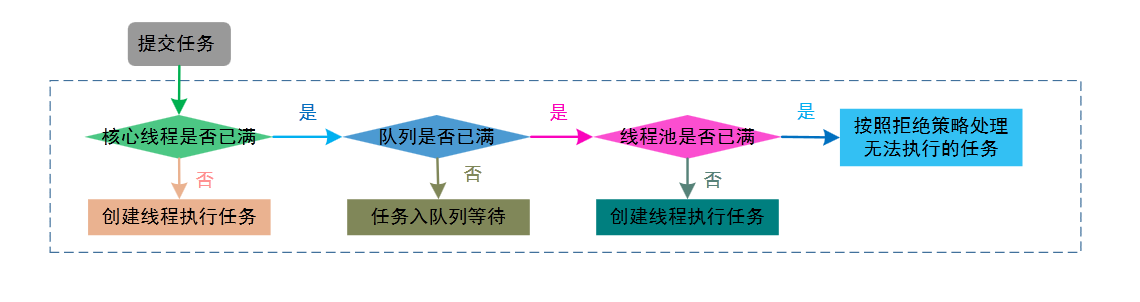 提交任务
核心线程是否已满
是
队列是否已满
是
线程池是否已满
是
按照拒绝策略处理
无法执行的任务
否
否
否
创建线程执行任务
任务入队列等待
创建线程执行任务